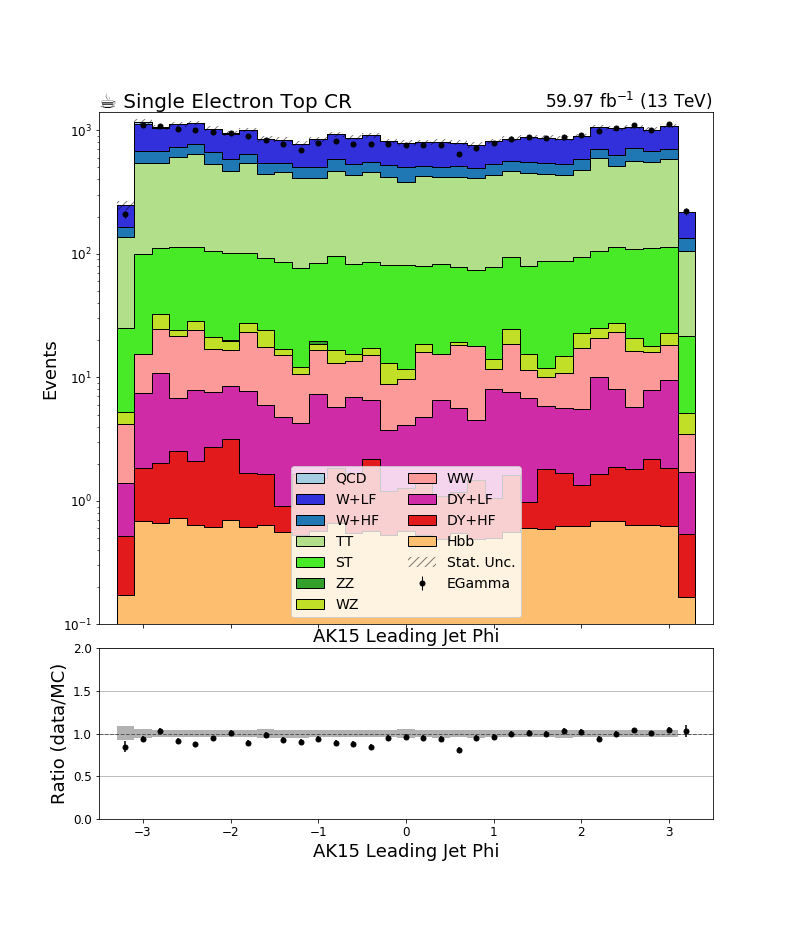 ☕ Single Electron Top CR 59.97 fb⁻¹ (13 TeV)
Events
10³
10²
10¹
10⁰
10⁻¹
QCD WW
W+LF DY+LF
W+HF DY+HF
TT Hbb
ST Stat. Unc.
ZZ EGamma
WZ
AK15 Leading Jet Phi
Ratio (data/MC)
2.0
1.5
1.0
0.5
0.0
−3 −2 −1 0 1 2 3
AK15 Leading Jet Phi